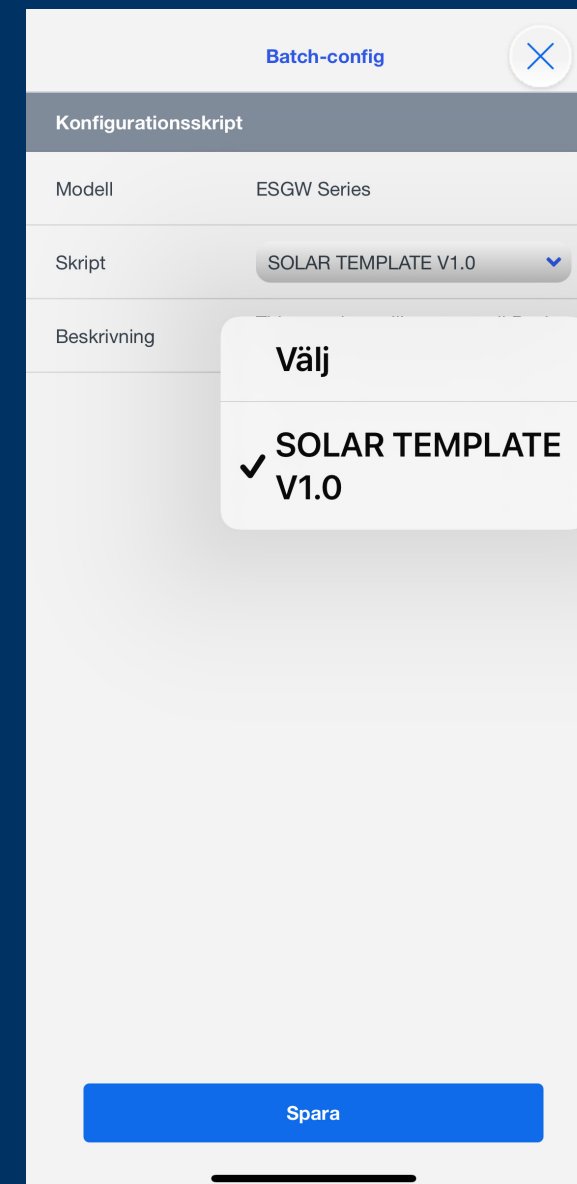 Batch-config
Konfigurationsskript
Modell ESGW Series
Skript SOLAR TEMPLATE V1.0
Beskrivning
Välj
SOLAR TEMPLATE
V1.0
Spara